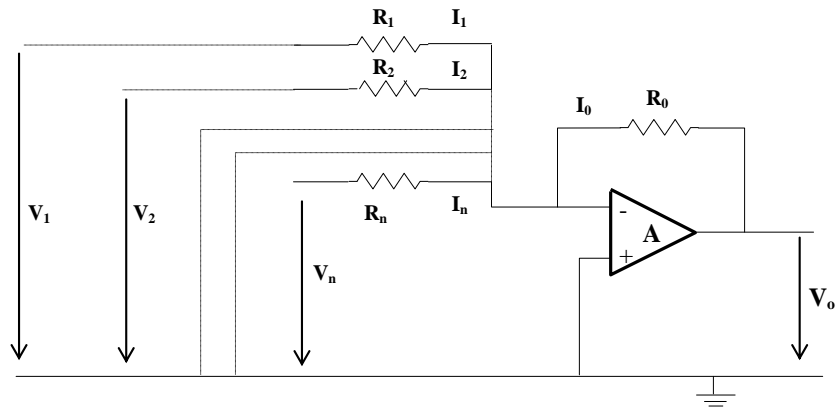 R₁ I₁
R₂ I₂
I₀ R₀
Rₙ Iₙ
V₁ V₂ Vₙ
- A +
Vₒ